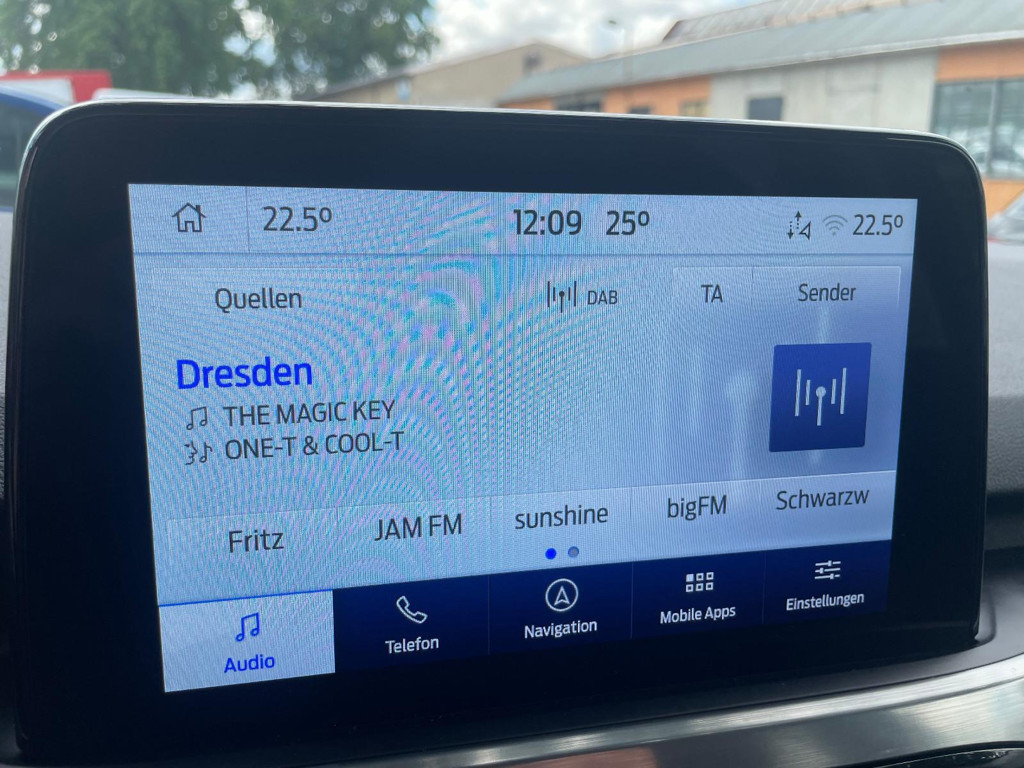 22.5° 12:09 25° 22.5°
Quellen DAB TA Sender
Dresden
THE MAGIC KEY
ONE-T & COOL-T
Fritz JAM FM sunshine bigFM Schwarzw
Audio Telefon Navigation Mobile Apps Einstellungen